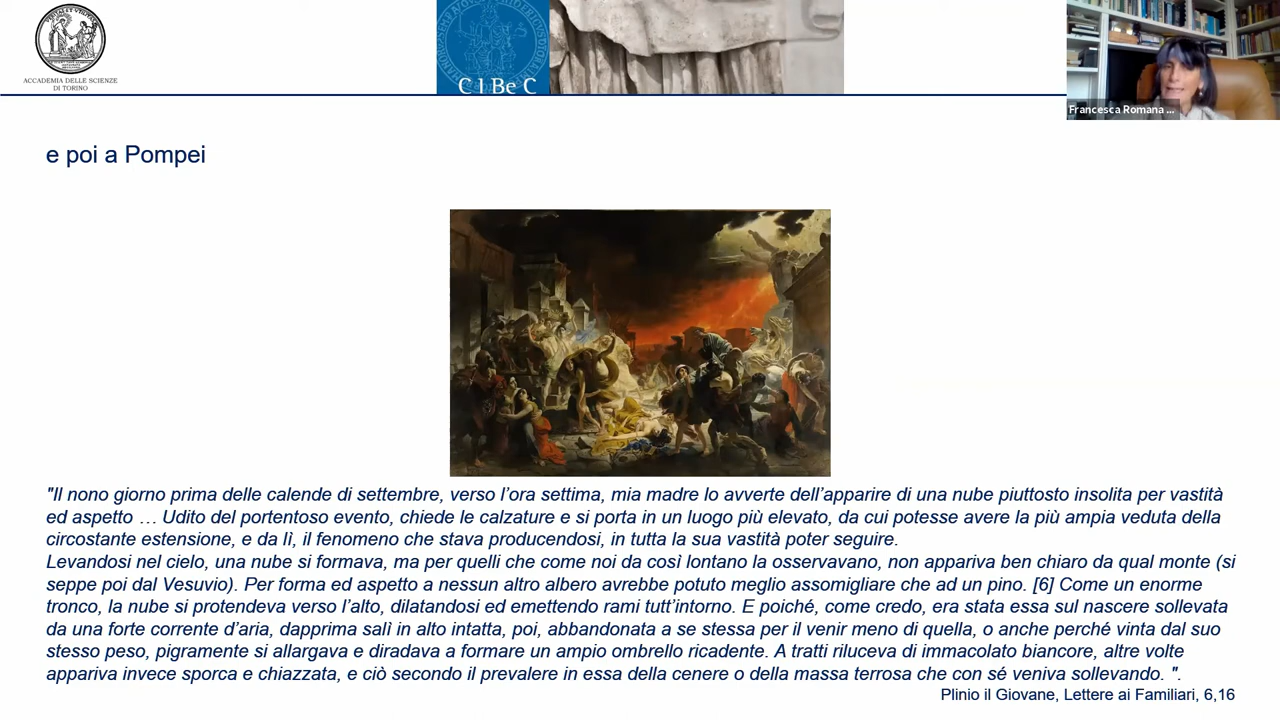 ACCADEMIA DELLE SCIENZE
DI TORINO
C I Be C
Francesca Romana ...
e poi a Pompei
"Il nono giorno prima delle calende di settembre, verso l'ora settima, mia madre lo avverte dell'apparire di una nube piuttosto insolita per vastità
ed aspetto … Udito del portentoso evento, chiede le calzature e si porta in un luogo più elevato, da cui potesse avere la più ampia veduta della
circostante estensione, e da lì, il fenomeno che stava producendosi, in tutta la sua vastità poter seguire.
Levandosi nel cielo, una nube si formava, ma per quelli che come noi da così lontano la osservavano, non appariva ben chiaro da qual monte (si
seppe poi dal Vesuvio). Per forma ed aspetto a nessun altro albero avrebbe potuto meglio assomigliare che ad un pino. [6] Come un enorme
tronco, la nube si protendeva verso l'alto, dilatandosi ed emettendo rami tutt'intorno. E poiché, come credo, era stata essa sul nascere sollevata
da una forte corrente d'aria, dapprima salì in alto intatta, poi, abbandonata a se stessa per il venir meno di quella, o anche perché vinta dal suo
stesso peso, pigramente si allargava e diradava a formare un ampio ombrello ricadente. A tratti riluceva di immacolato biancore, altre volte
appariva invece sporca e chiazzata, e ciò secondo il prevalere in essa della cenere o della massa terrosa che con sé veniva sollevando. ".
Plinio il Giovane, Lettere ai Familiari, 6,16